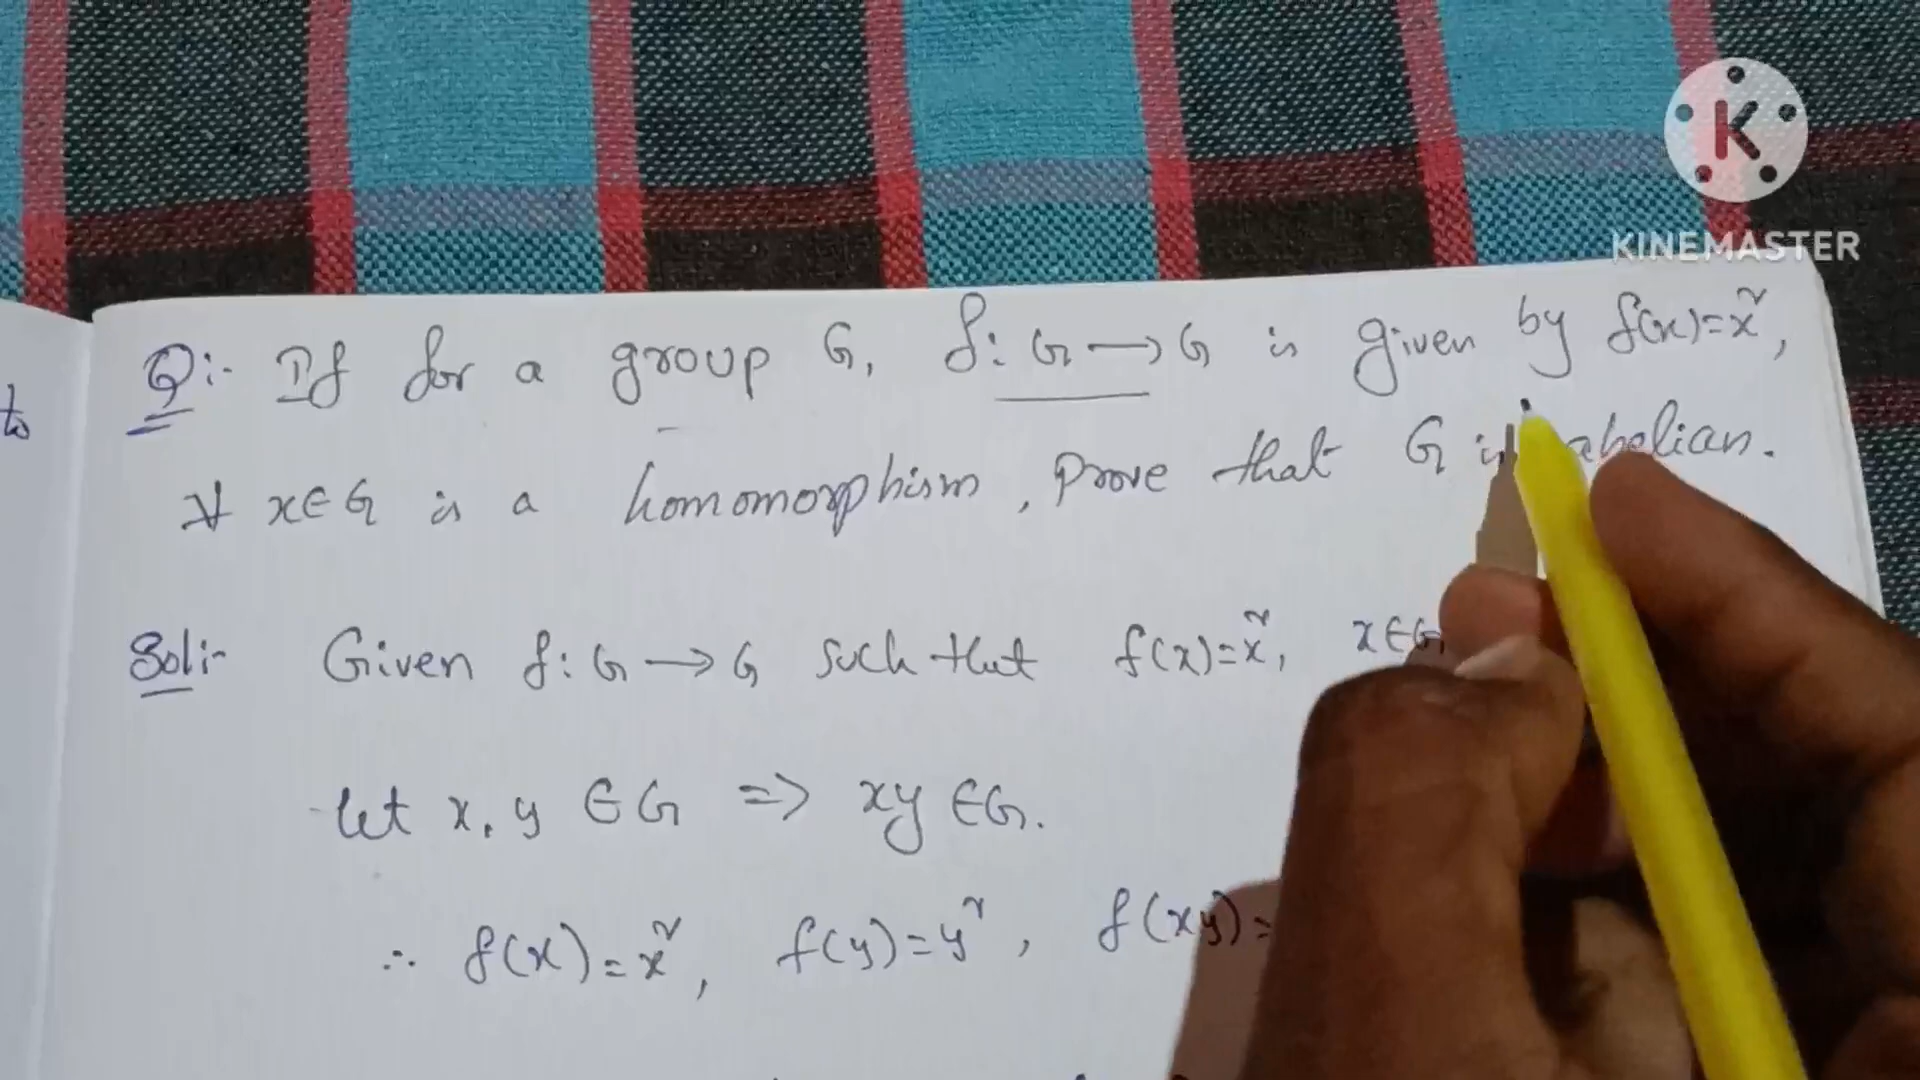 KINEMASTER
Q:- If for a group G, f: G → G is given by f(x)=x²,
∀ x∈G is a homomorphism, prove that G is abelian.
Sol:- Given f: G → G such that f(x)=x², x∈G
let x, y ∈ G => xy ∈ G.
∴ f(x)=x², f(y)=y², f(xy)=